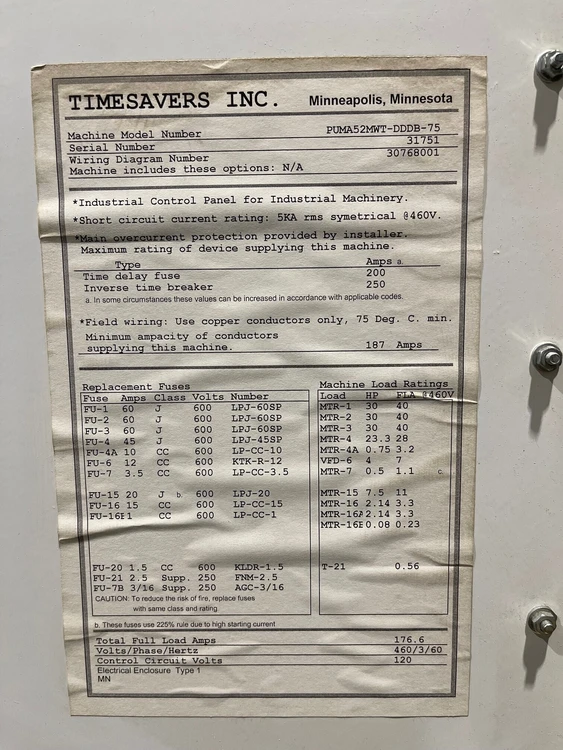 TIMESAVERS INC. Minneapolis, Minnesota
Machine Model Number PUMA52MWT-DDDB-75
Serial Number 31751
Wiring Diagram Number 30768001
Machine includes these options: N/A
*Industrial Control Panel for Industrial Machinery.
*Short circuit current rating: 5KA rms symetrical @460V.
*Main overcurrent protection provided by installer.
Maximum rating of device supplying this machine.
Type Amps a.
Time delay fuse 200
Inverse time breaker 250
a. In some circumstances these values can be increased in accordance with applicable codes.
*Field wiring: Use copper conductors only, 75 Deg. C. min.
Minimum ampacity of conductors
supplying this machine. 187 Amps
Replacement Fuses
Fuse Amps Class Volts Number
FU-1 60 J 600 LPJ-60SP
FU-2 60 J 600 LPJ-60SP
FU-3 60 J 600 LPJ-60SP
FU-4 45 J 600 LPJ-45SP
FU-4A 10 CC 600 LP-CC-10
FU-6 12 CC 600 KTK-R-12
FU-7 3.5 CC 600 LP-CC-3.5
FU-15 20 J b. 600 LPJ-20
FU-16 15 CC 600 LP-CC-15
FU-16B1 CC 600 LP-CC-1
FU-20 1.5 CC 600 KLDR-1.5
FU-21 2.5 Supp. 250 FNM-2.5
FU-7B 3/16 Supp. 250 AGC-3/16
CAUTION: To reduce the risk of fire, replace fuses
with same class and rating
Machine Load Ratings
Load HP FLA @460V
MTR-1 30 40
MTR-2 30 40
MTR-3 30 40
MTR-4 23.3 28
MTR-4A 0.75 3.2
VFD-6 4 7
MTR-7 0.5 1.1 c.
MTR-15 7.5 11
MTR-16 2.14 3.3
MTR-16A 2.14 3.3
MTR-16B 0.08 0.23
T-21 0.56
b. These fuses use 225% rule due to high starting current
Total Full Load Amps 176.6
Volts/Phase/Hertz 460/3/60
Control Circuit Volts 120
Electrical Enclosure Type 1
MN